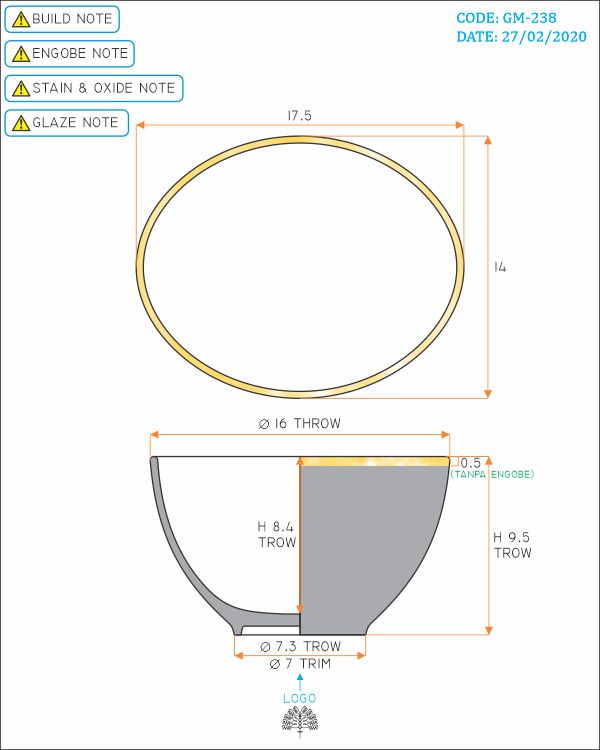 BUILD NOTE
CODE: GM-238
DATE: 27/02/2020
ENGOBE NOTE
STAIN & OXIDE NOTE
GLAZE NOTE
17.5
14
Ø 16 THROW
0.5
(TANPA ENGOBE)
H 8.4
TROW
H 9.5
TROW
Ø 7.3 TROW
Ø 7 TRIM
LOGO